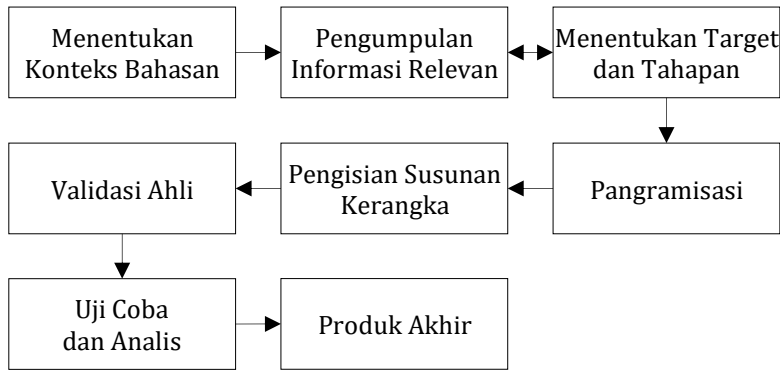 Menentukan
Konteks Bahasan
Pengumpulan
Informasi Relevan
Menentukan Target
dan Tahapan
Pangramisasi
Pengisian Susunan
Kerangka
Validasi Ahli
Uji Coba
dan Analis
Produk Akhir